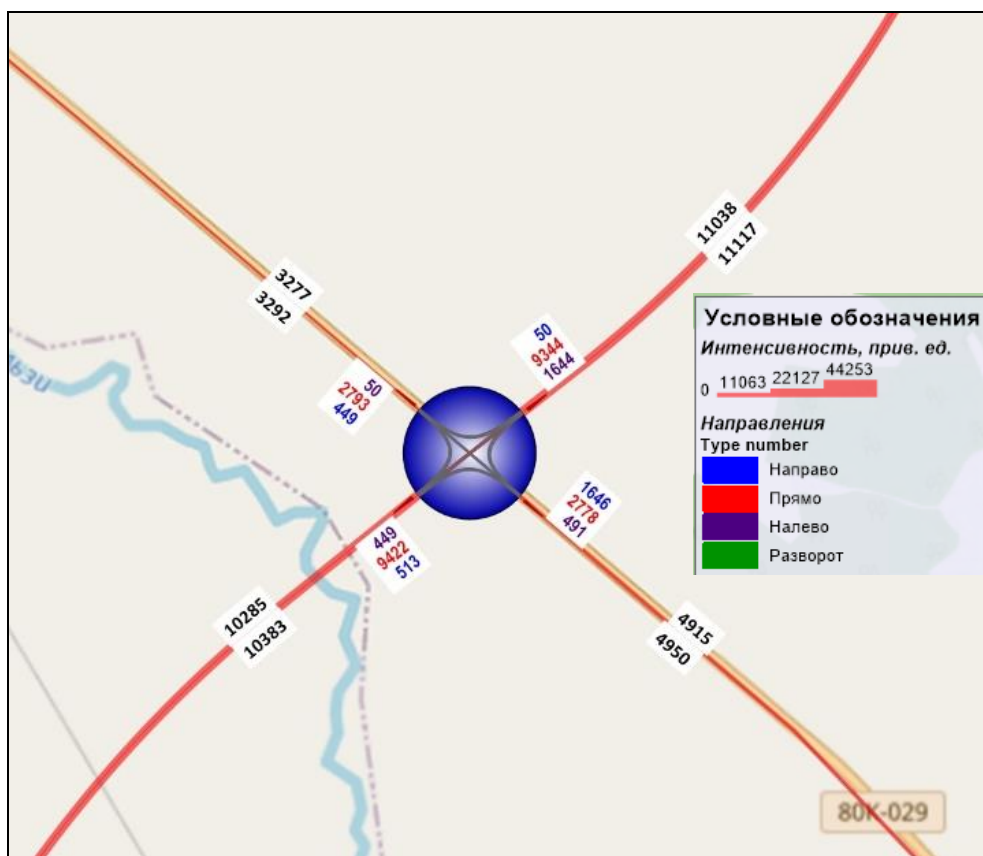 11038
11117
3277
3292
50
9344
1644
50
2793
449
1646
2778
491
449
9422
513
10285
10383
4915
4950
80К-029
Условные обозначения
Интенсивность, прив. ед.
0 11063 22127 44253
Направления
Type number
Направо
Прямо
Налево
Разворот